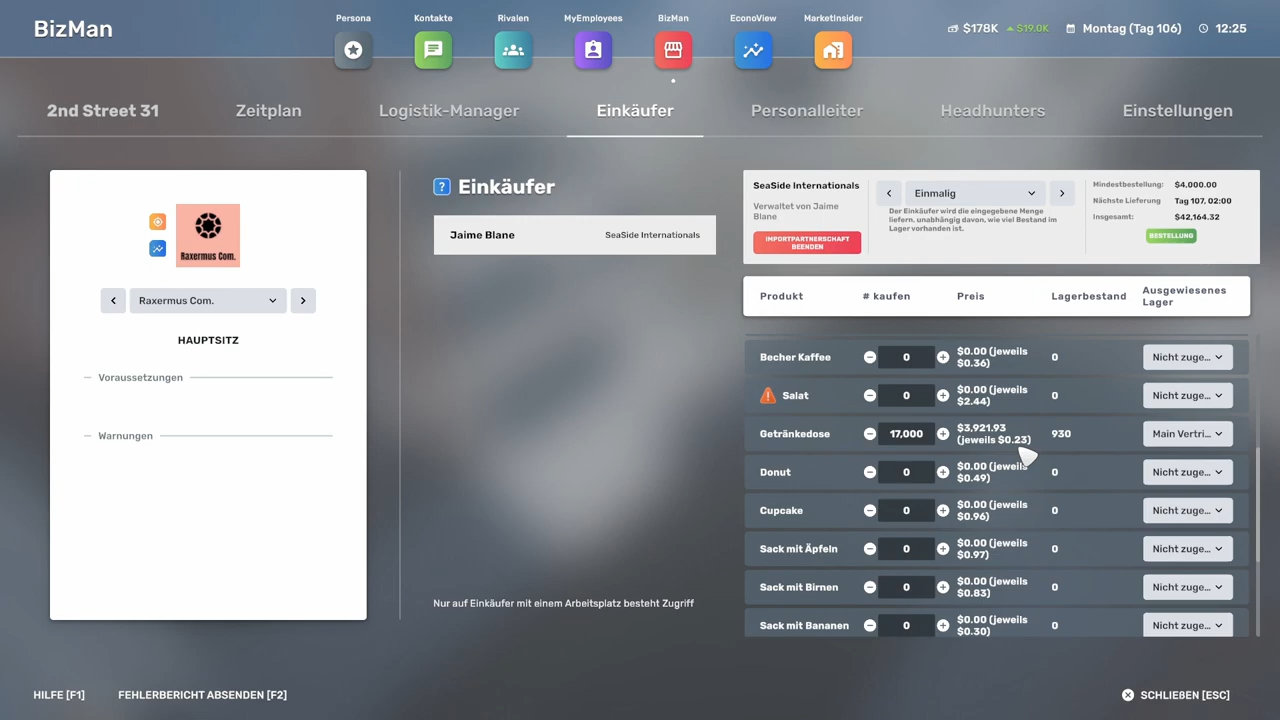 BizMan
Persona
Kontakte
Rivalen
MyEmployees
BizMan
EconoView
MarketInsider
$178K
$19.0K
Montag (Tag 106)
12:25
2nd Street 31
Zeitplan
Logistik-Manager
Einkäufer
Personalleiter
Headhunters
Einstellungen
Raxermus Com.
Raxermus Com.
HAUPTSITZ
Voraussetzungen
Warnungen
? Einkäufer
Jaime Blane
SeaSide Internationals
Nur auf Einkäufer mit einem Arbeitsplatz besteht Zugriff
SeaSide Internationals
Verwaltet von Jaime
Blane
IMPORTPARTNERSCHAFT
BEENDEN
Einmalig
Der Einkäufer wird die eingegebene Menge
liefern, unabhängig davon, wie viel Bestand im
Lager vorhanden ist.
Mindestbestellung: $4,000.00
Nächste Lieferung Tag 107, 02:00
Insgesamt: $42,164.32
BESTELLUNG
Produkt
# kaufen
Preis
Lagerbestand
Ausgewiesenes
Lager
Becher Kaffee
0
$0.00 (jeweils
$0.36)
0
Nicht zuge...
Salat
0
$0.00 (jeweils
$2.44)
0
Nicht zuge...
Getränkedose
17,000
$3,921.93
(jeweils $0.23)
930
Main Vertri...
Donut
0
$0.00 (jeweils
$0.49)
0
Nicht zuge...
Cupcake
0
$0.00 (jeweils
$0.96)
0
Nicht zuge...
Sack mit Äpfeln
0
$0.00 (jeweils
$0.97)
0
Nicht zuge...
Sack mit Birnen
0
$0.00 (jeweils
$0.83)
0
Nicht zuge...
Sack mit Bananen
0
$0.00 (jeweils
$0.30)
0
Nicht zuge...
HILFE [F1]
FEHLERBERICHT ABSENDEN [F2]
SCHLIEßEN [ESC]